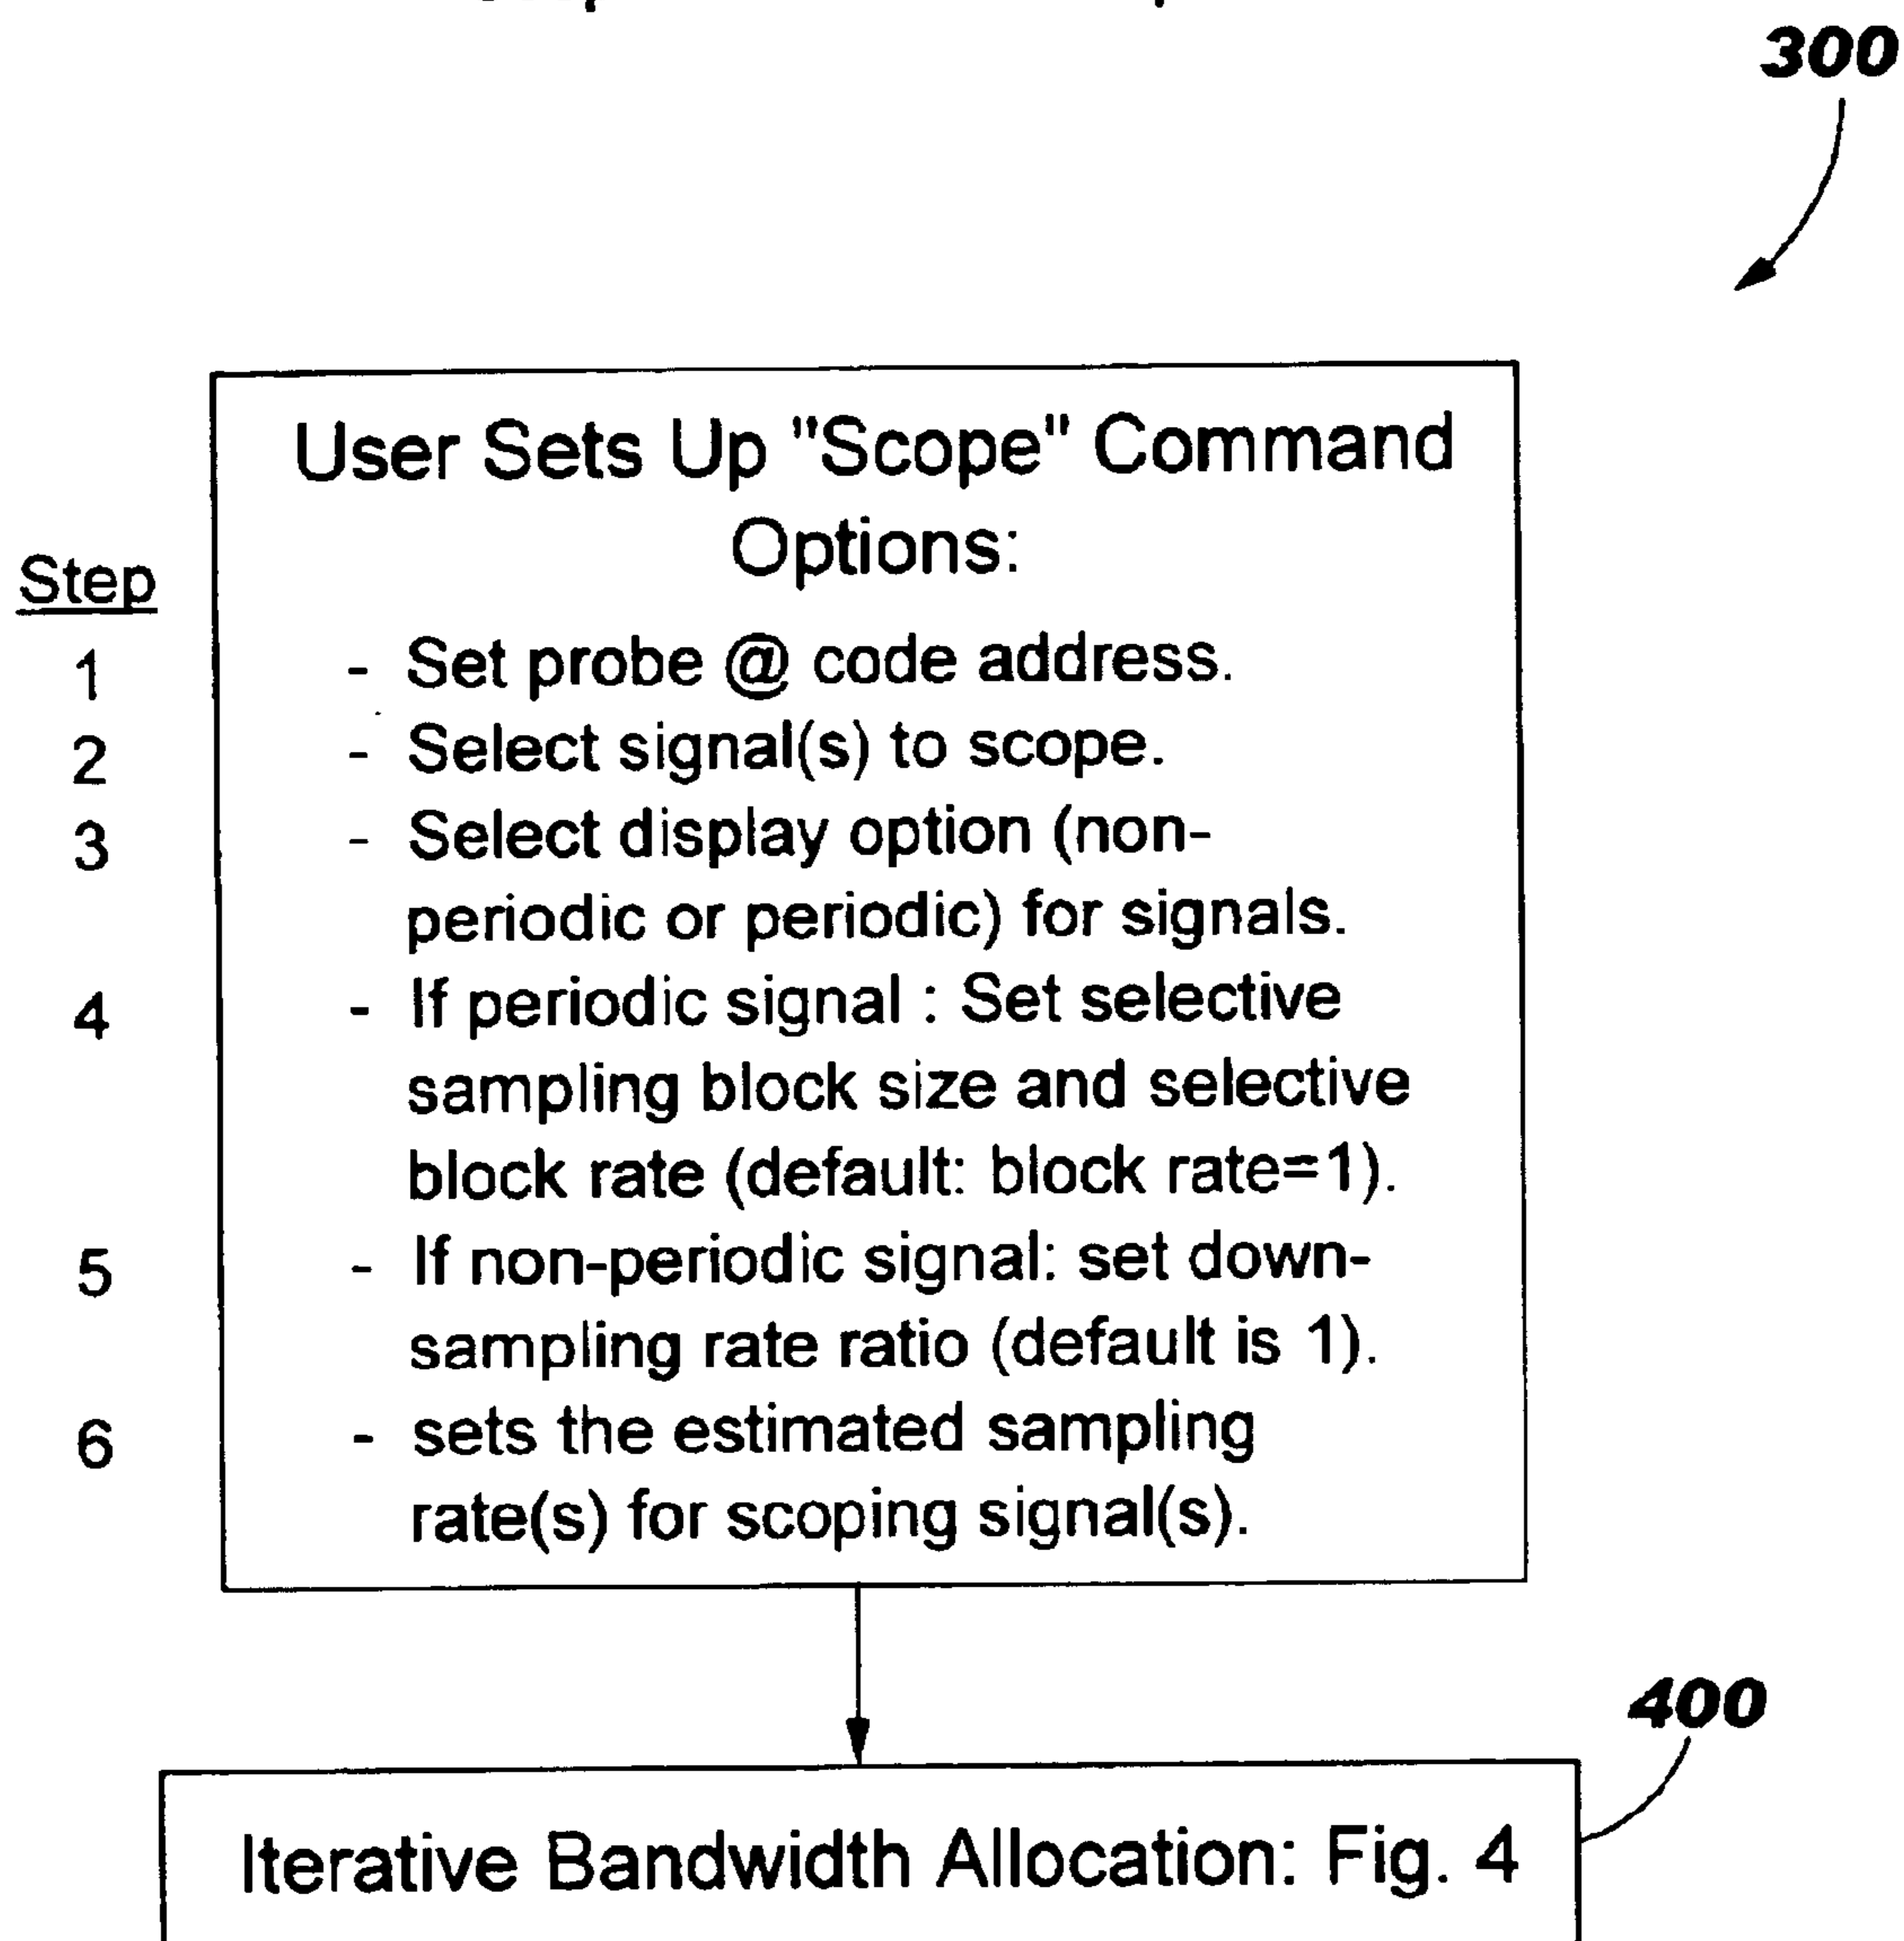 300
User Sets Up "Scope" Command
Options:
Step
1 - Set probe @ code address.
2 - Select signal(s) to scope.
3 - Select display option (non-
periodic or periodic) for signals.
4 - If periodic signal : Set selective
sampling block size and selective
block rate (default: block rate=1).
5 - If non-periodic signal: set down-
sampling rate ratio (default is 1).
6 - sets the estimated sampling
rate(s) for scoping signal(s).
400
Iterative Bandwidth Allocation: Fig. 4